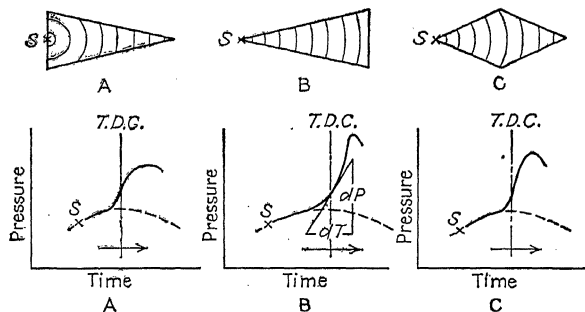 S
S
S
A
B
C
T.D.G.
T.D.C.
T.D.C.
Pressure
S
Pressure
S
dP
dT
Pressure
S
Time
Time
Time
A
B
C